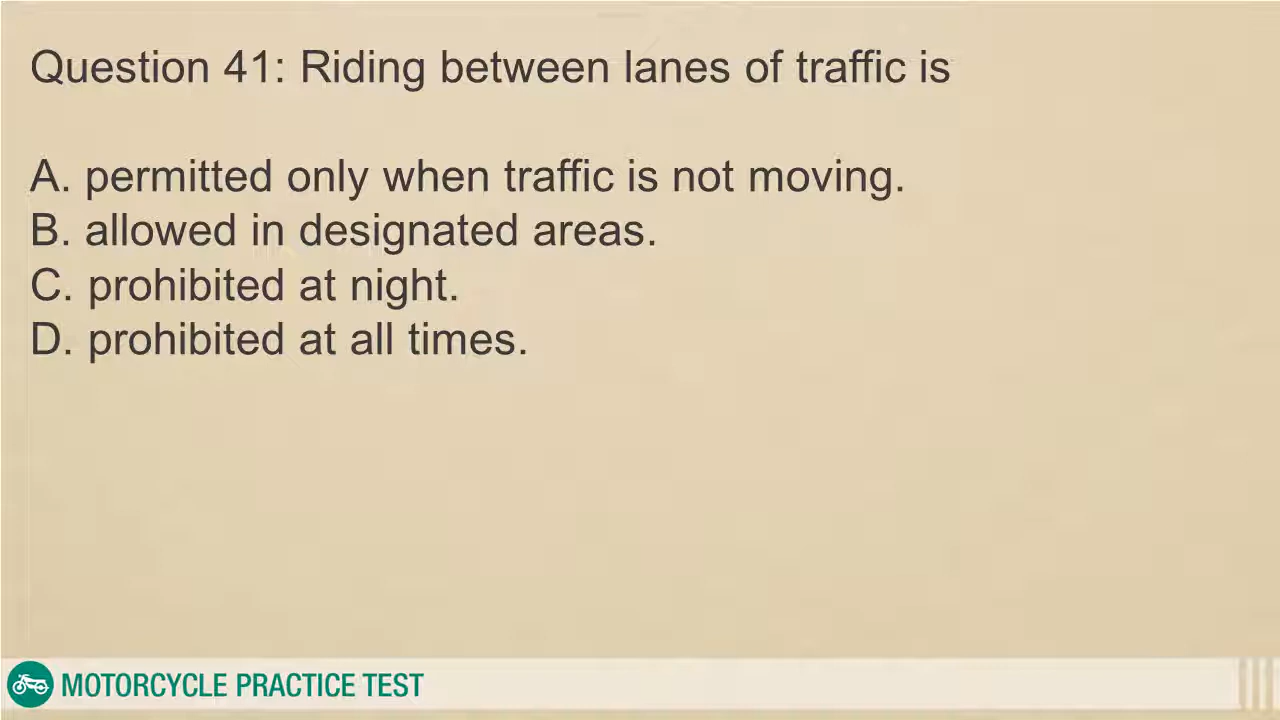 Question 41: Riding between lanes of traffic is
A. permitted only when traffic is not moving.
B. allowed in designated areas.
C. prohibited at night.
D. prohibited at all times.
MOTORCYCLE PRACTICE TEST